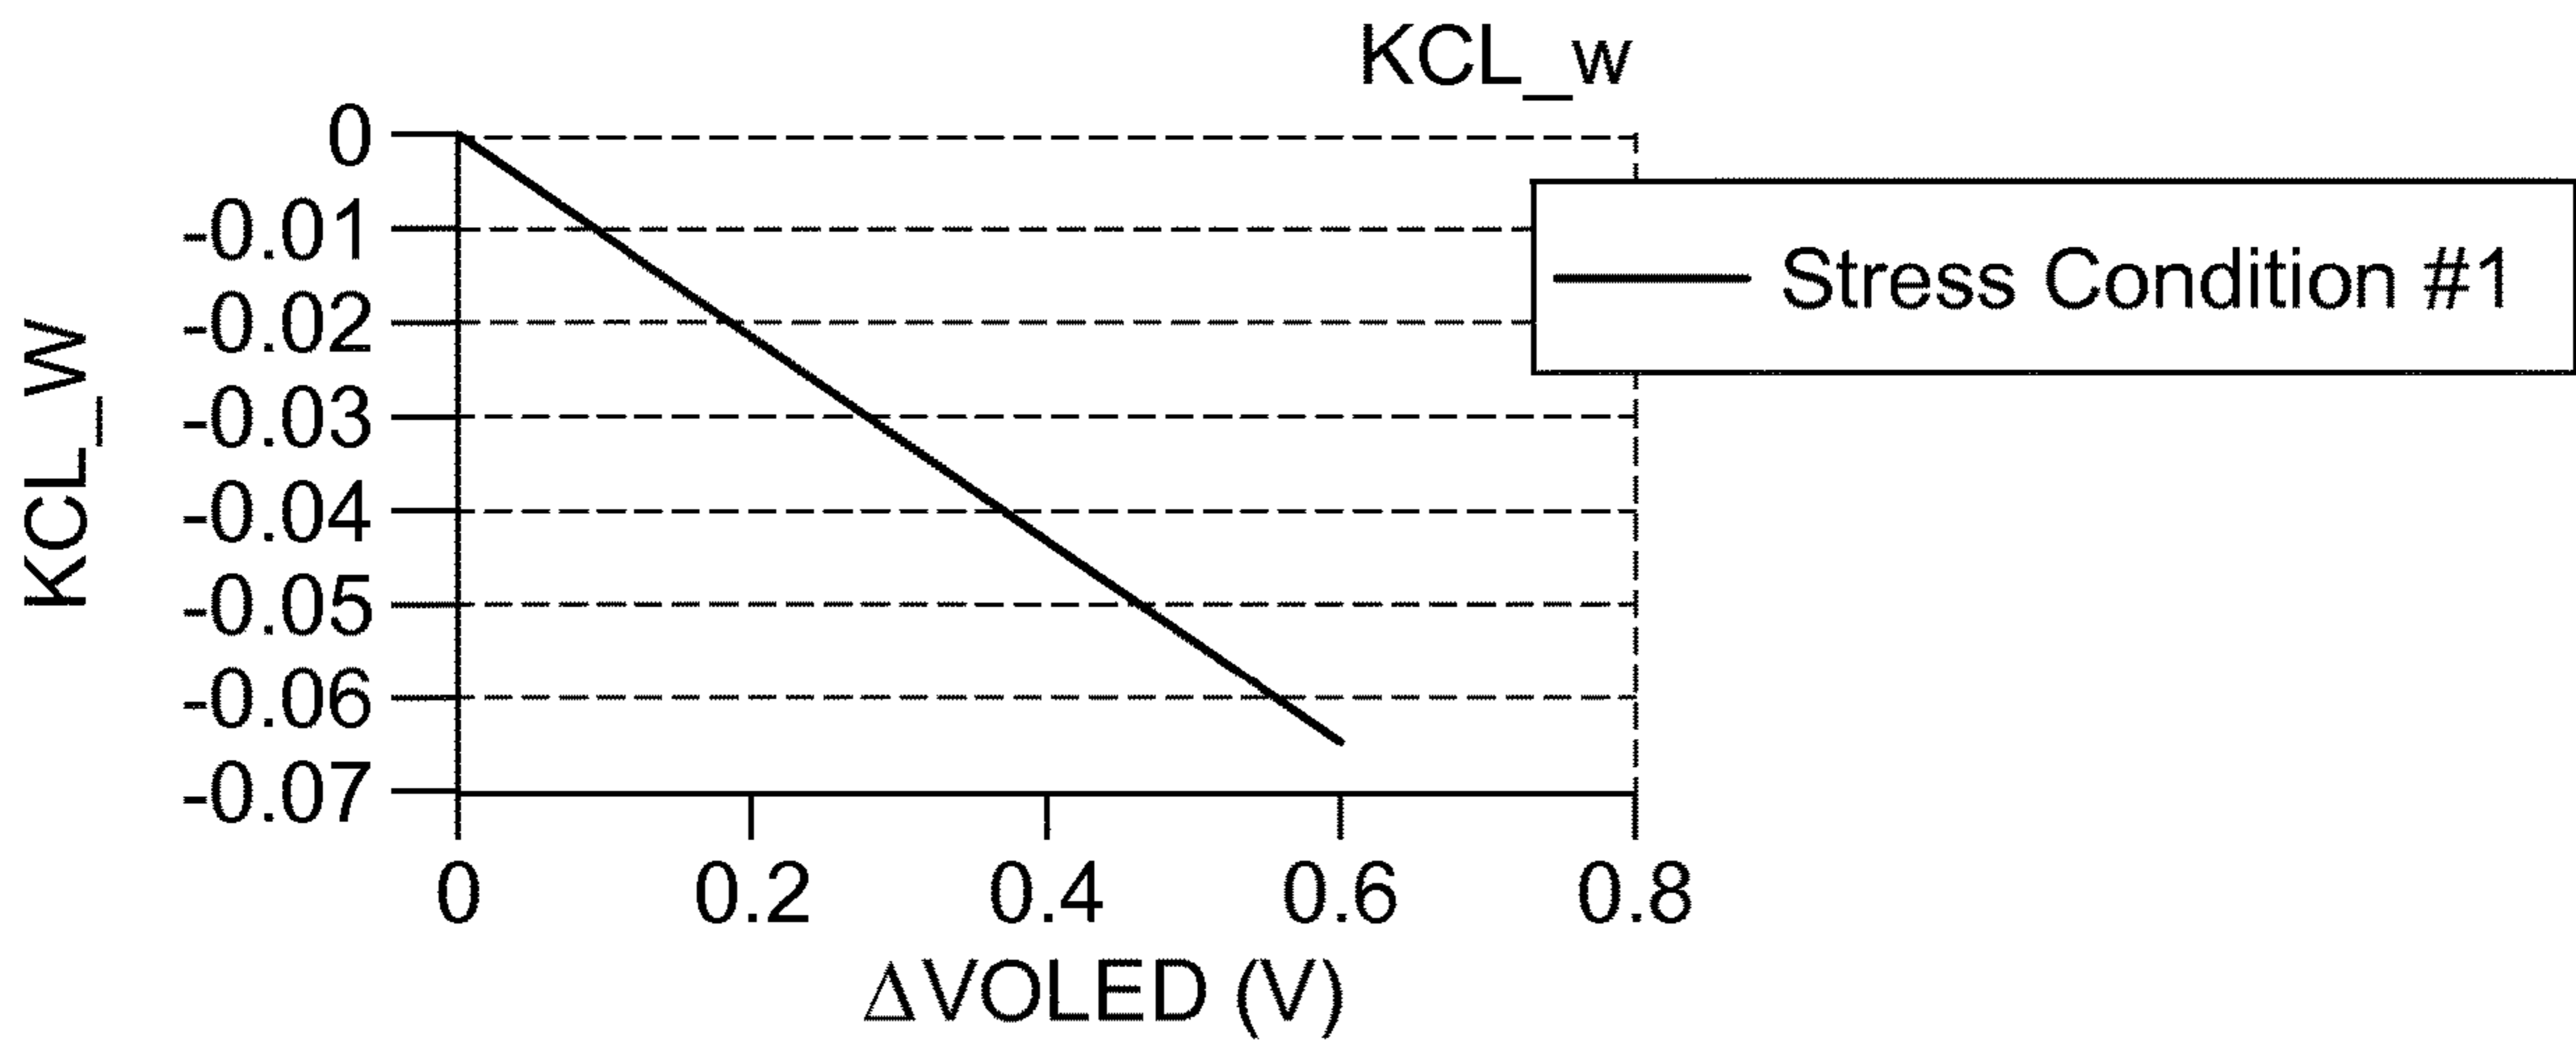 KCL_w
0
-0.01
-0.02
-0.03
-0.04
-0.05
-0.06
-0.07
KCL_W
Stress Condition #1
0 0.2 0.4 0.6 0.8
ΔVOLED (V)